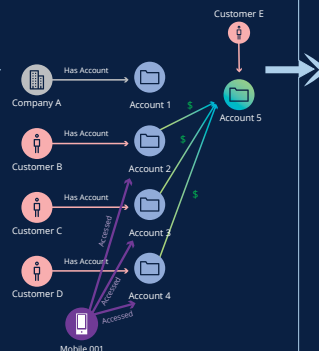 Customer E
Has Account
Company A
Account 1
Account 5
$
Has Account
Customer B
Account 2
$
Has Account
Customer C
Account 3
$
Accessed
Has Account
Customer D
Account 4
Accessed
Accessed
Mobile 001